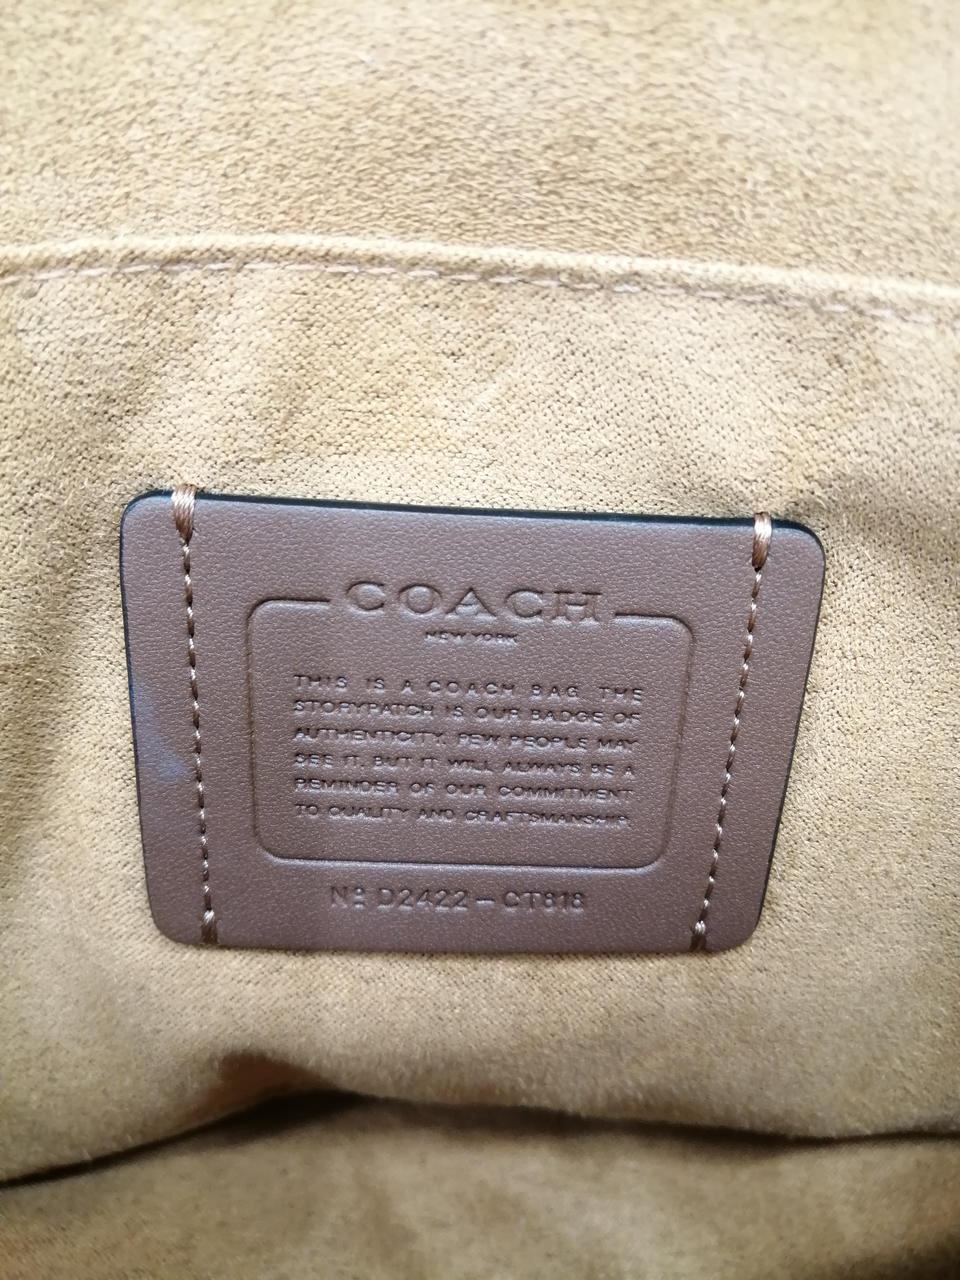 COACH
NEW YORK
THIS IS A COACH BAG. THE
STORYPATCH IS OUR BADGE OF
AUTHENTICITY. FEW PEOPLE MAY
SEE IT, BUT IT WILL ALWAYS BE A
REMINDER OF OUR COMMITMENT
TO QUALITY AND CRAFTSMANSHIP.
Nº D2422-CT818